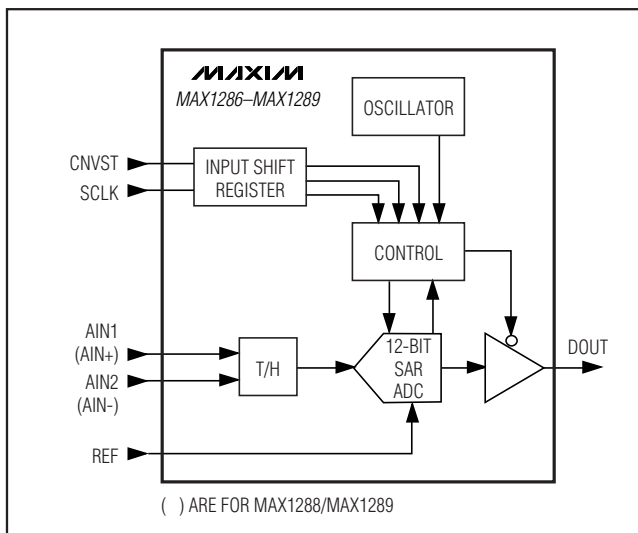 MAXIM
MAX1286–MAX1289
OSCILLATOR
CNVST
SCLK
INPUT SHIFT
REGISTER
CONTROL
AIN1
(AIN+)
AIN2
(AIN-)
T/H
12-BIT
SAR
ADC
DOUT
REF
( ) ARE FOR MAX1288/MAX1289